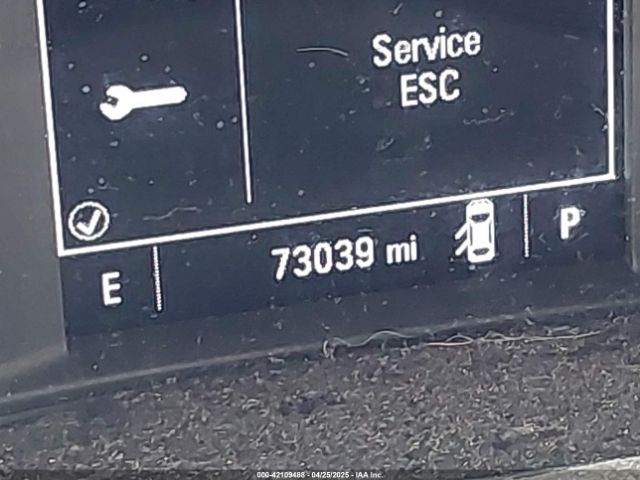 Service
ESC
E
73039 mi
P
000-42109488 - 04/25/2025 - IAA Inc.